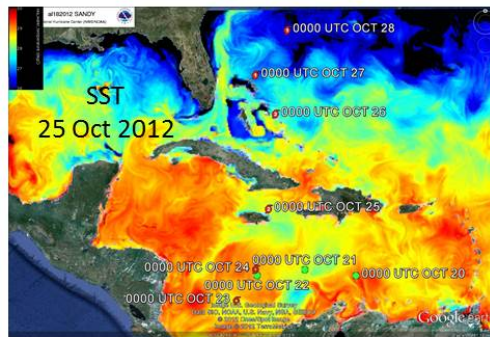 al182012 SANDY
0000 UTC OCT 28
0000 UTC OCT 27
SST
25 Oct 2012
0000 UTC OCT 26
0000 UTC OCT 25
0000 UTC OCT 24
0000 UTC OCT 21
0000 UTC OCT 20
0000 UTC OCT 22
0000 UTC OCT 23
Google earth